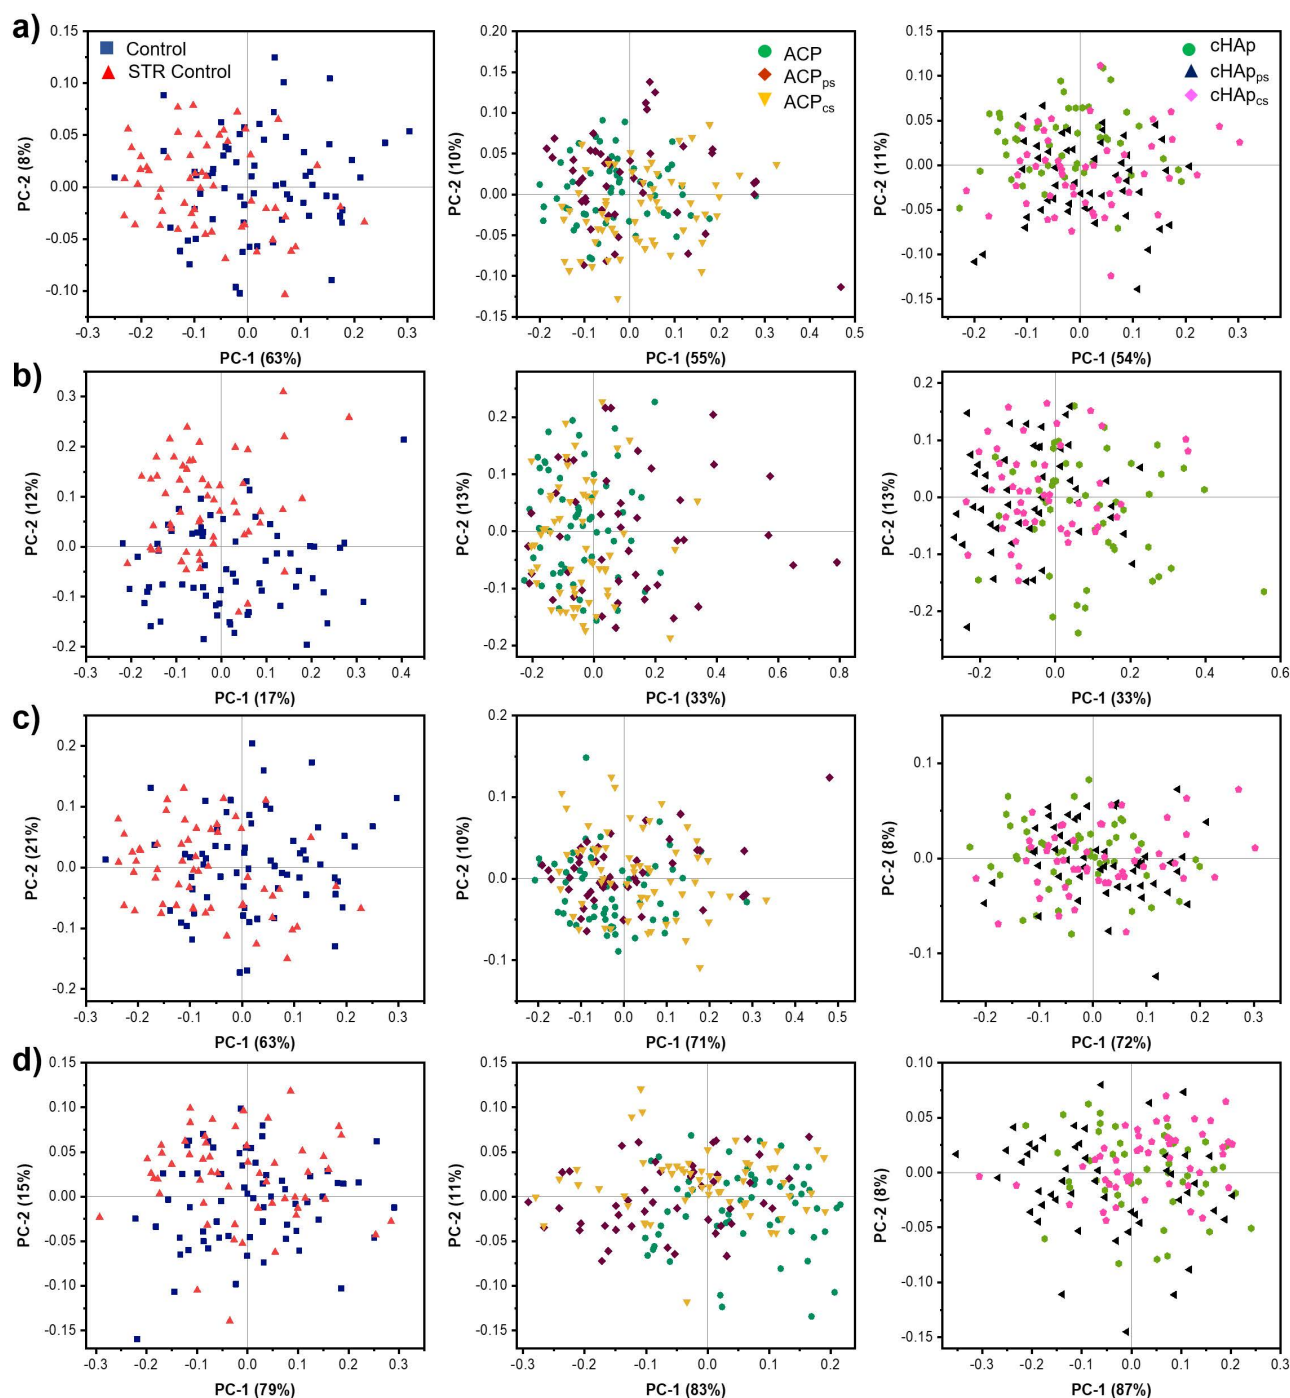 a)
Control
STR Control
0.15
0.10
0.05
0.00
-0.05
-0.10
-0.3 -0.2 -0.1 0.0 0.1 0.2 0.3
PC-2 (8%)
PC-1 (63%)
ACP
ACPps
ACPcs
0.20
0.15
0.10
0.05
0.00
-0.05
-0.10
-0.15
-0.2 -0.1 0.0 0.1 0.2 0.3 0.4 0.5
PC-2 (10%)
PC-1 (55%)
cHAp
cHApps
cHApcs
0.15
0.10
0.05
0.00
-0.05
-0.10
-0.15
-0.2 -0.1 0.0 0.1 0.2 0.3
PC-2 (11%)
PC-1 (54%)
b)
0.3
0.2
0.1
0.0
-0.1
-0.2
-0.3 -0.2 -0.1 0.0 0.1 0.2 0.3 0.4
PC-2 (12%)
PC-1 (17%)
0.2
0.1
0.0
-0.1
-0.2
-0.2 0.0 0.2 0.4 0.6 0.8
PC-2 (13%)
PC-1 (33%)
0.2
0.1
0.0
-0.1
-0.2
-0.2 0.0 0.2 0.4 0.6
PC-2 (13%)
PC-1 (33%)
c)
0.2
0.1
0.0
-0.1
-0.2
-0.3 -0.2 -0.1 0.0 0.1 0.2 0.3
PC-2 (21%)
PC-1 (63%)
0.2
0.1
0.0
-0.1
-0.2 -0.1 0.0 0.1 0.2 0.3 0.4 0.5
PC-2 (10%)
PC-1 (71%)
0.1
0.0
-0.1
-0.2 -0.1 0.0 0.1 0.2 0.3
PC-2 (8%)
PC-1 (72%)
d)
0.15
0.10
0.05
0.00
-0.05
-0.10
-0.15
-0.3 -0.2 -0.1 0.0 0.1 0.2 0.3
PC-2 (15%)
PC-1 (79%)
0.15
0.10
0.05
0.00
-0.05
-0.10
-0.15
-0.3 -0.2 -0.1 0.0 0.1 0.2
PC-2 (11%)
PC-1 (83%)
0.10
0.05
0.00
-0.05
-0.10
-0.15
-0.3 -0.2 -0.1 0.0 0.1 0.2 0.3
PC-2 (8%)
PC-1 (87%)